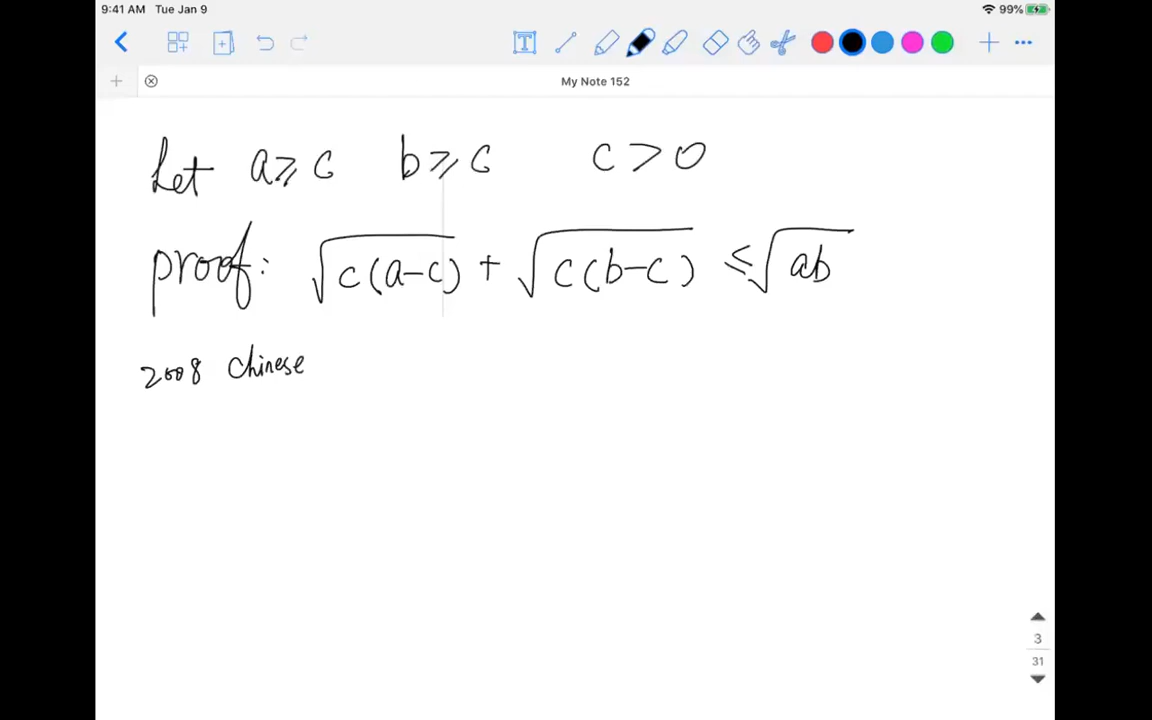 9:41 AM Tue Jan 9 99%
My Note 152
Let a ≥ c b ≥ c c > 0
proof: √c(a-c) + √c(b-c) ≤ √ab
2008 Chinese
3
31